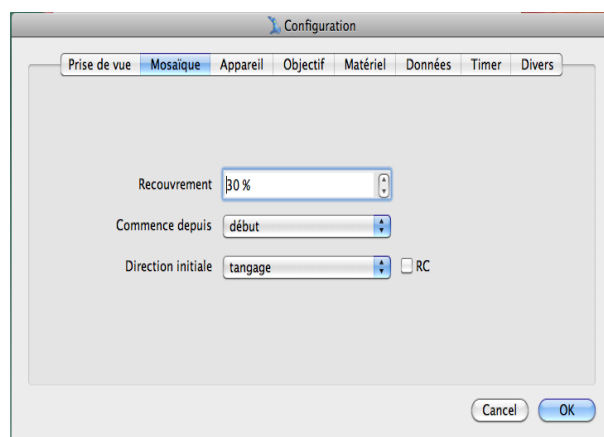 Configuration
Prise de vue Mosaïque Appareil Objectif Matériel Données Timer Divers
Recouvrement 30 %
Commence depuis début
Direction initiale tangage RC
Cancel OK